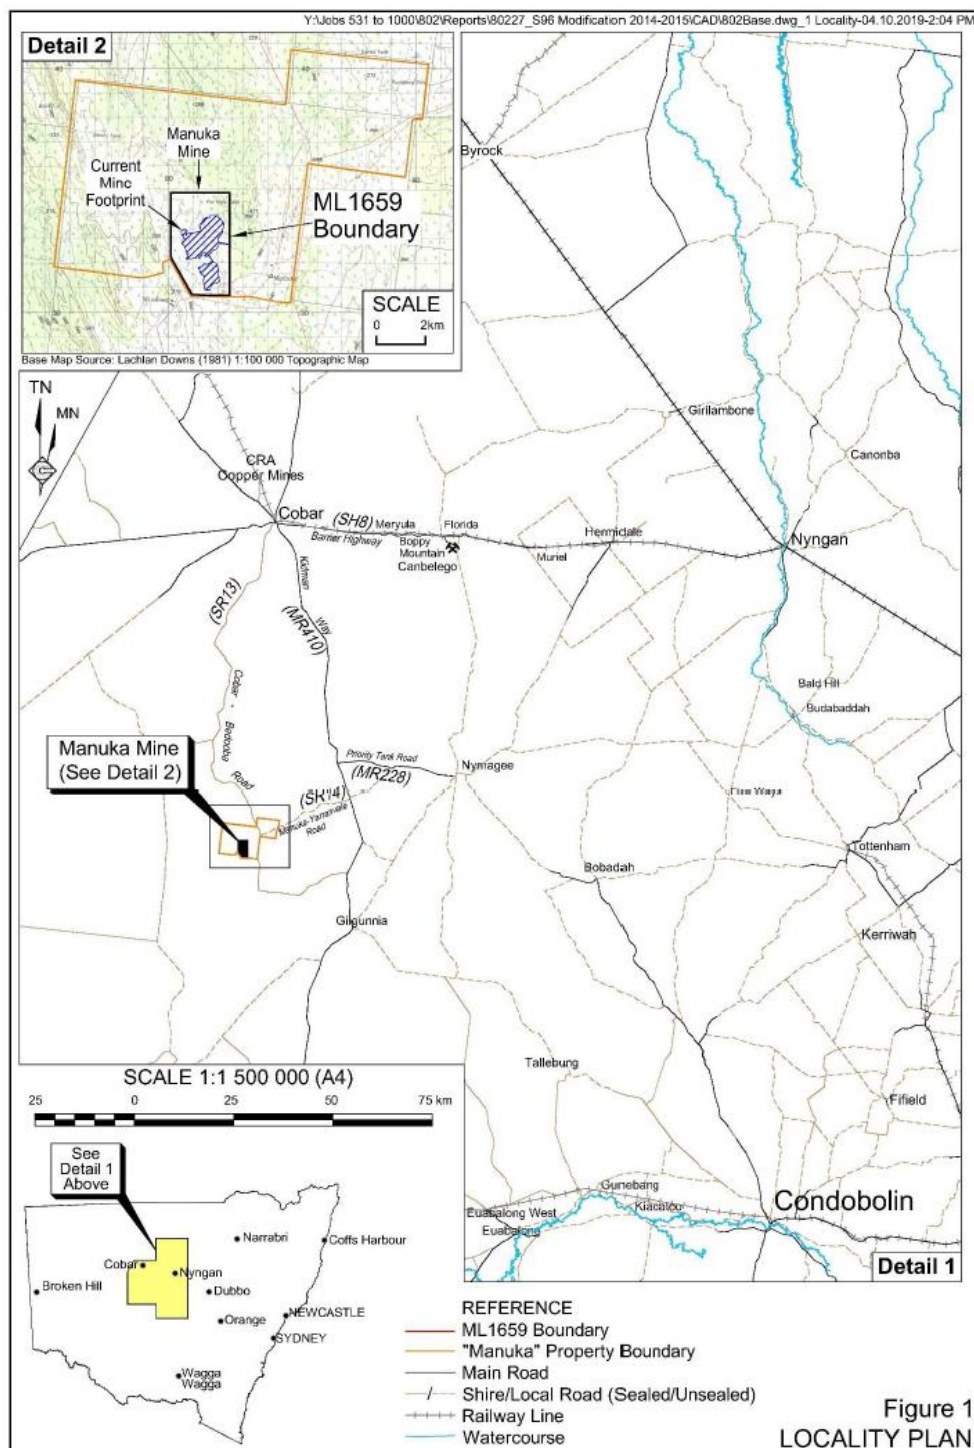 Y:\Jobs 531 to 1000\802\Reports\80227_S96 Modification 2014-2015\CAD\802Base.dwg_1 Locality-04.10.2019-2:04 PM
Detail 2
Manuka
Mine
Current
Mine
Footprint
ML1659
Boundary
SCALE
0 2km
Base Map Source: Lachlan Downs (1981) 1:100 000 Topographic Map
Byrock
TN
MN
Girilambone
Canonba
CRA
Copper Mines
Cobar
(SH8)
Meryula
Florida
Barrier Highway
Boppy
Mountain
Canbelego
Muriel
Hermidale
Nyngan
Kidman
Way
(MR410)
(SR13)
Cobar - Bedooba
Road
Bald Hill
Budabaddah
Manuka Mine
(See Detail 2)
Priority Tank Road
(MR228)
Nymagee
(SR14)
Road
Five Ways
Tottenham
Bobadah
Gilgunnia
Kerriwah
Tallebung
Fifield
SCALE 1:1 500 000 (A4)
25 0 25 50 75 km
Gunebang
Kiacatoo
Euabalong West
Euabalong
Condobolin
Detail 1
See
Detail 1
Above
Narrabri
Coffs Harbour
Cobar
Nyngan
Broken Hill
Dubbo
Orange
NEWCASTLE
SYDNEY
Wagga
Wagga
REFERENCE
ML1659 Boundary
"Manuka" Property Boundary
Main Road
Shire/Local Road (Sealed/Unsealed)
Railway Line
Watercourse
Figure 1
LOCALITY PLAN